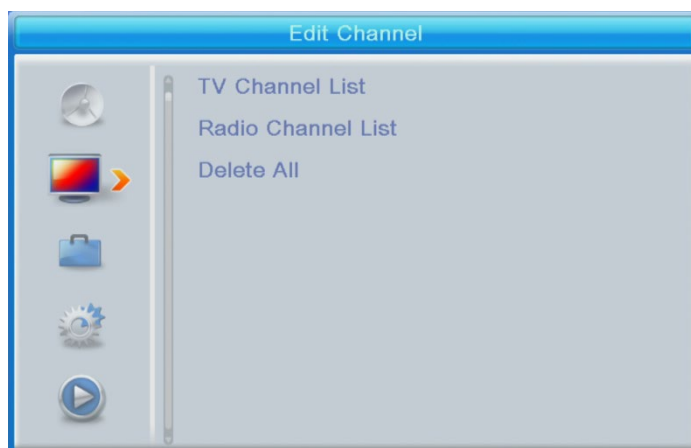 Edit Channel
TV Channel List
Radio Channel List
Delete All